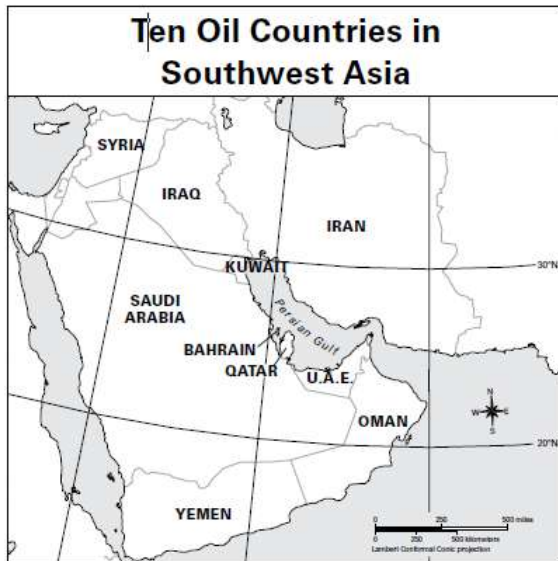 Ten Oil Countries in
Southwest Asia
SYRIA
IRAQ
IRAN
KUWAIT
30°N
SAUDI
ARABIA
Persian Gulf
BAHRAIN
QATAR
U.A.E.
OMAN
N
W E
S
20°N
YEMEN
0 250 500 miles
0 250 500 kilometers
Lambert Conformal Conic projection